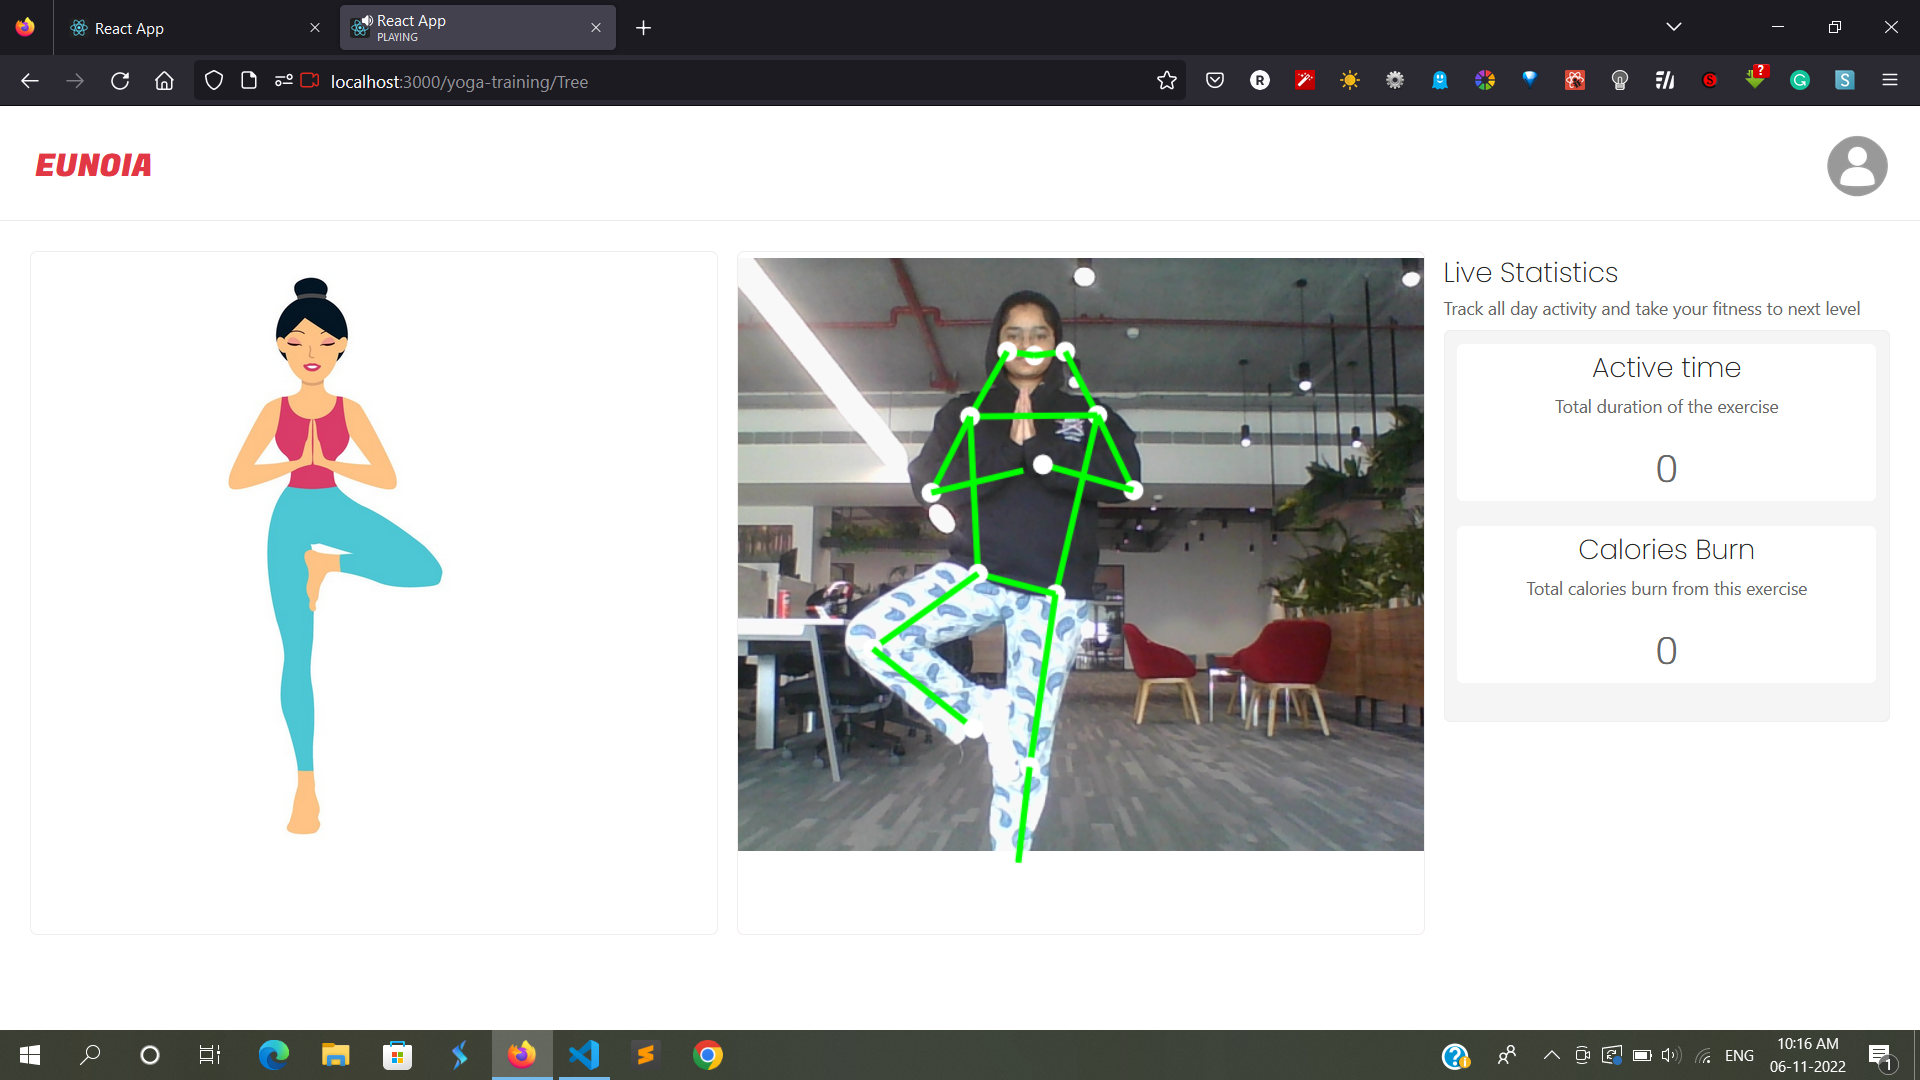 React App
React App
PLAYING
localhost:3000/yoga-training/Tree
EUNOIA
Live Statistics
Track all day activity and take your fitness to next level
Active time
Total duration of the exercise
0
Calories Burn
Total calories burn from this exercise
0
ENG
10:16 AM
06-11-2022
1